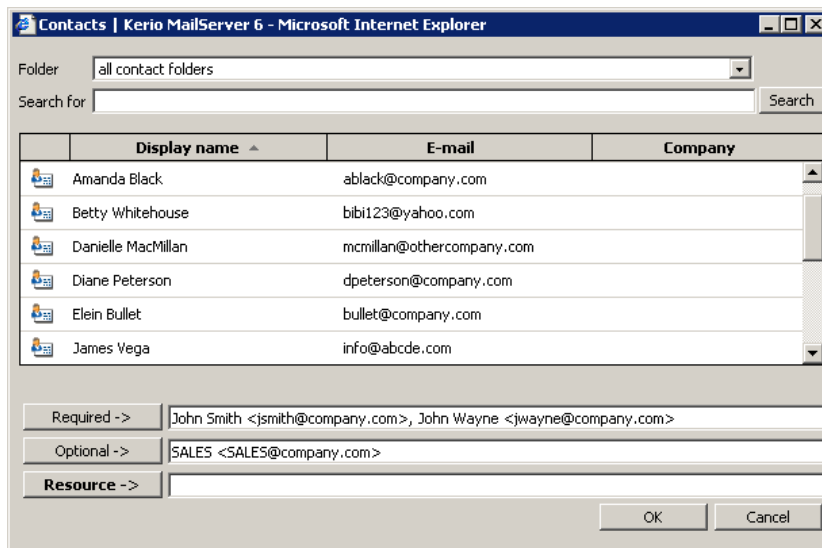 Contacts | Kerio MailServer 6 - Microsoft Internet Explorer
Folder all contact folders
Search for Search
Display name E-mail Company
Amanda Black ablack@company.com
Betty Whitehouse bibi123@yahoo.com
Danielle MacMillan mcmillan@othercompany.com
Diane Peterson dpeterson@company.com
Elein Bullet bullet@company.com
James Vega info@abcde.com
Required -> John Smith <jsmith@company.com>, John Wayne <jwayne@company.com>
Optional -> SALES <SALES@company.com>
Resource ->
OK Cancel